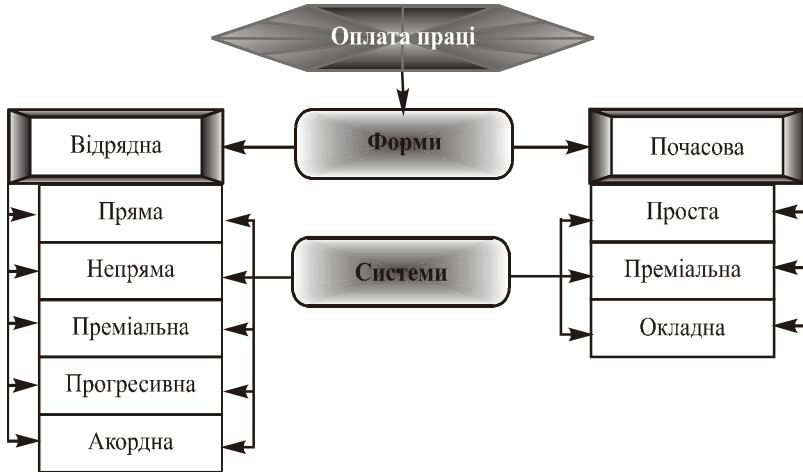 Оплата праці
Відрядна
Форми
Почасова
Пряма
Проста
Непряма
Системи
Преміальна
Преміальна
Окладна
Прогресивна
Акордна